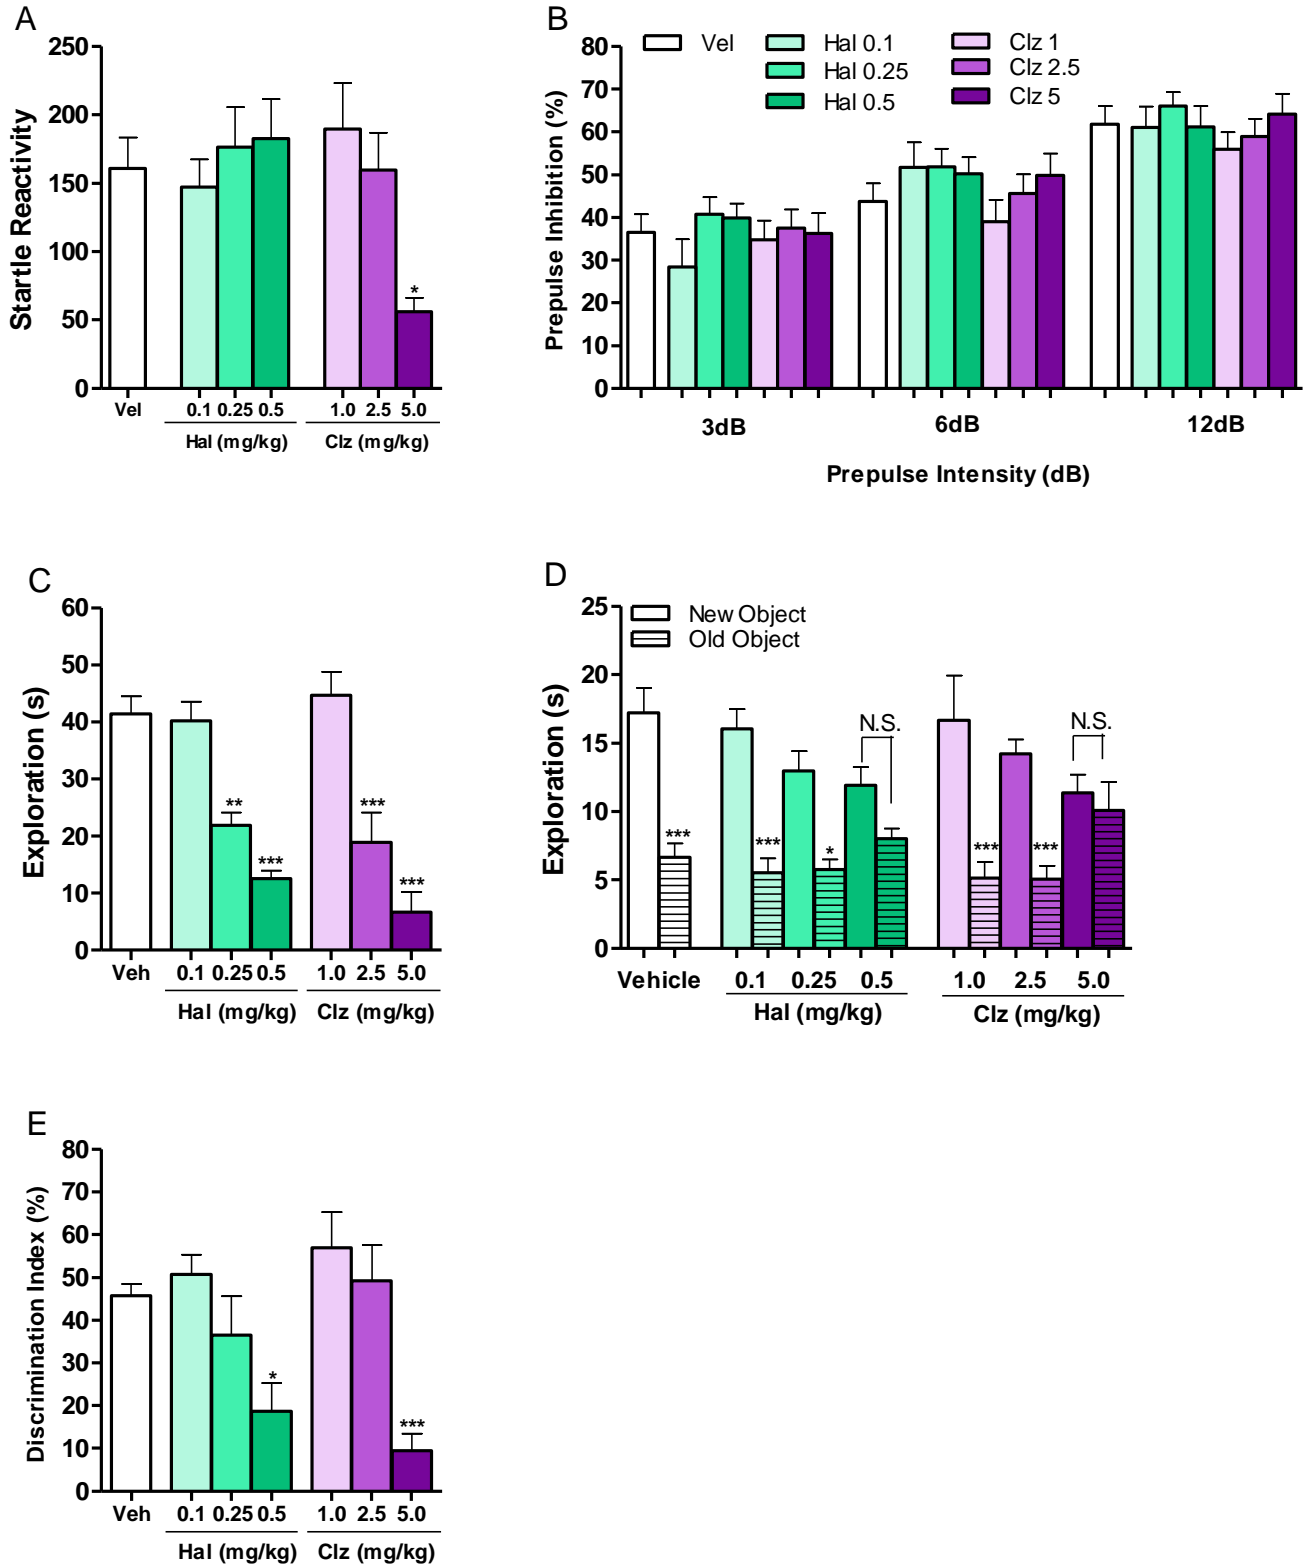 A
Startle Reactivity
250
200
150
100
50
0
*
Vel
0.1 0.25 0.5
1.0 2.5 5.0
Hal (mg/kg)
Clz (mg/kg)
B
Prepulse Inhibition (%)
80
70
60
50
40
30
20
10
0
Vel
Hal 0.1
Hal 0.25
Hal 0.5
Clz 1
Clz 2.5
Clz 5
3dB
6dB
12dB
Prepulse Intensity (dB)
C
Exploration (s)
60
50
40
30
20
10
0
**
***
***
***
Veh
0.1 0.25 0.5
1.0 2.5 5.0
Hal (mg/kg)
Clz (mg/kg)
D
Exploration (s)
25
20
15
10
5
0
New Object
Old Object
***
***
*
N.S.
***
***
N.S.
Vehicle
0.1 0.25 0.5
1.0 2.5 5.0
Hal (mg/kg)
Clz (mg/kg)
E
Discrimination Index (%)
80
70
60
50
40
30
20
10
0
*
***
Veh
0.1 0.25 0.5
1.0 2.5 5.0
Hal (mg/kg)
Clz (mg/kg)